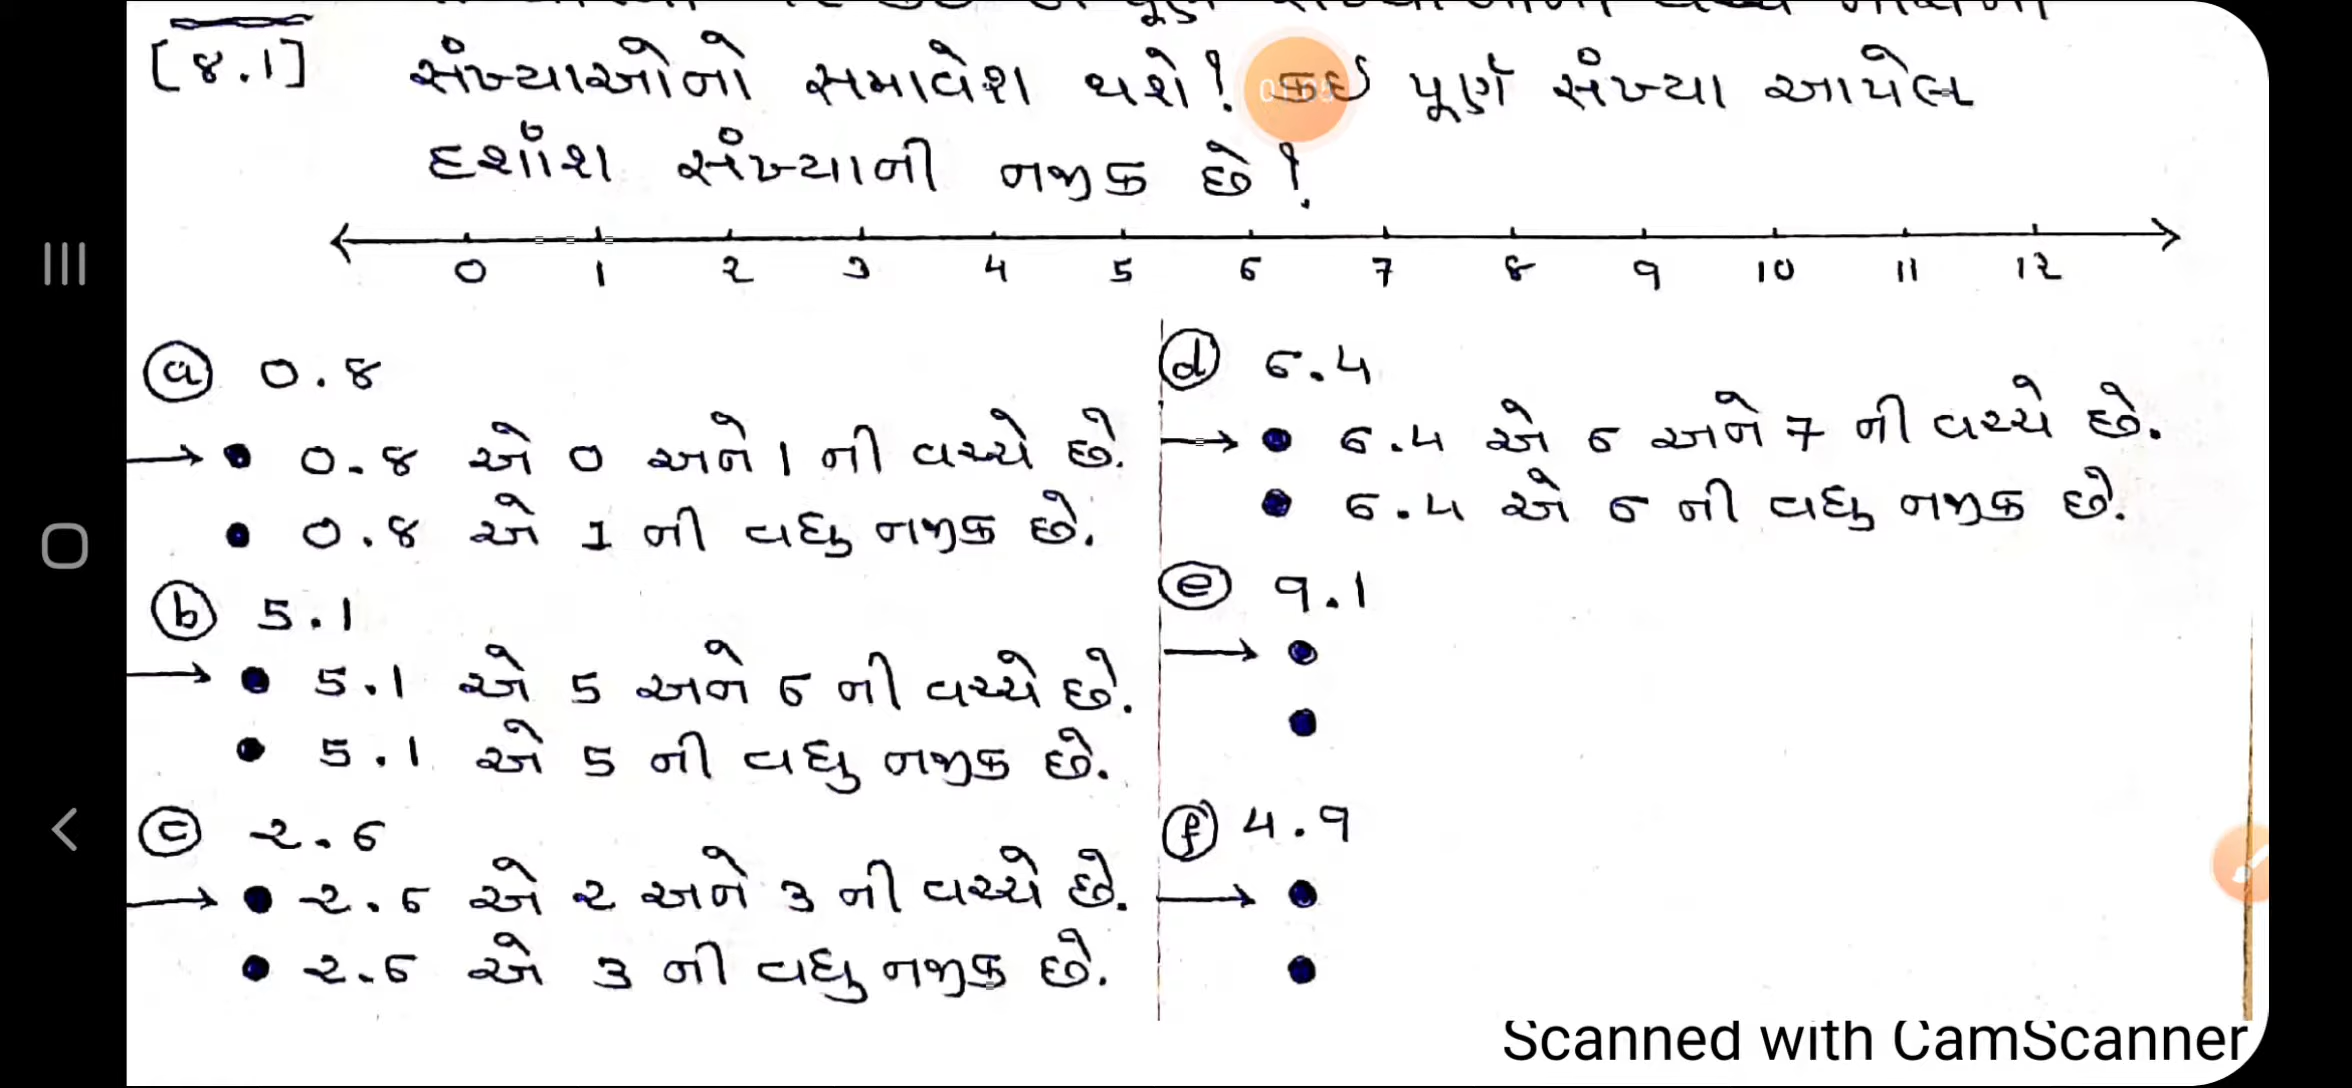 [8.1] સંખ્યાઓનો સમાવેશ થશે? કઈ પૂર્ણ સંખ્યા આપેલ
દશાંશ સંખ્યાની નજીક છે?
0 1 2 3 4 5 6 7 8 9 10 11 12
(a) 0.8
→ • 0.8 એ 0 અને 1 ની વચ્ચે છે.
• 0.8 એ 1 ની વધુ નજીક છે.
(b) 5.1
→ • 5.1 એ 5 અને 6 ની વચ્ચે છે.
• 5.1 એ 5 ની વધુ નજીક છે.
(c) 2.6
→ • 2.6 એ 2 અને 3 ની વચ્ચે છે.
• 2.6 એ 3 ની વધુ નજીક છે.
(d) 6.4
→ • 6.4 એ 6 અને 7 ની વચ્ચે છે.
• 6.4 એ 6 ની વધુ નજીક છે.
(e) 9.1
→ •
•
(f) 4.9
→ •
•
Scanned with CamScanner